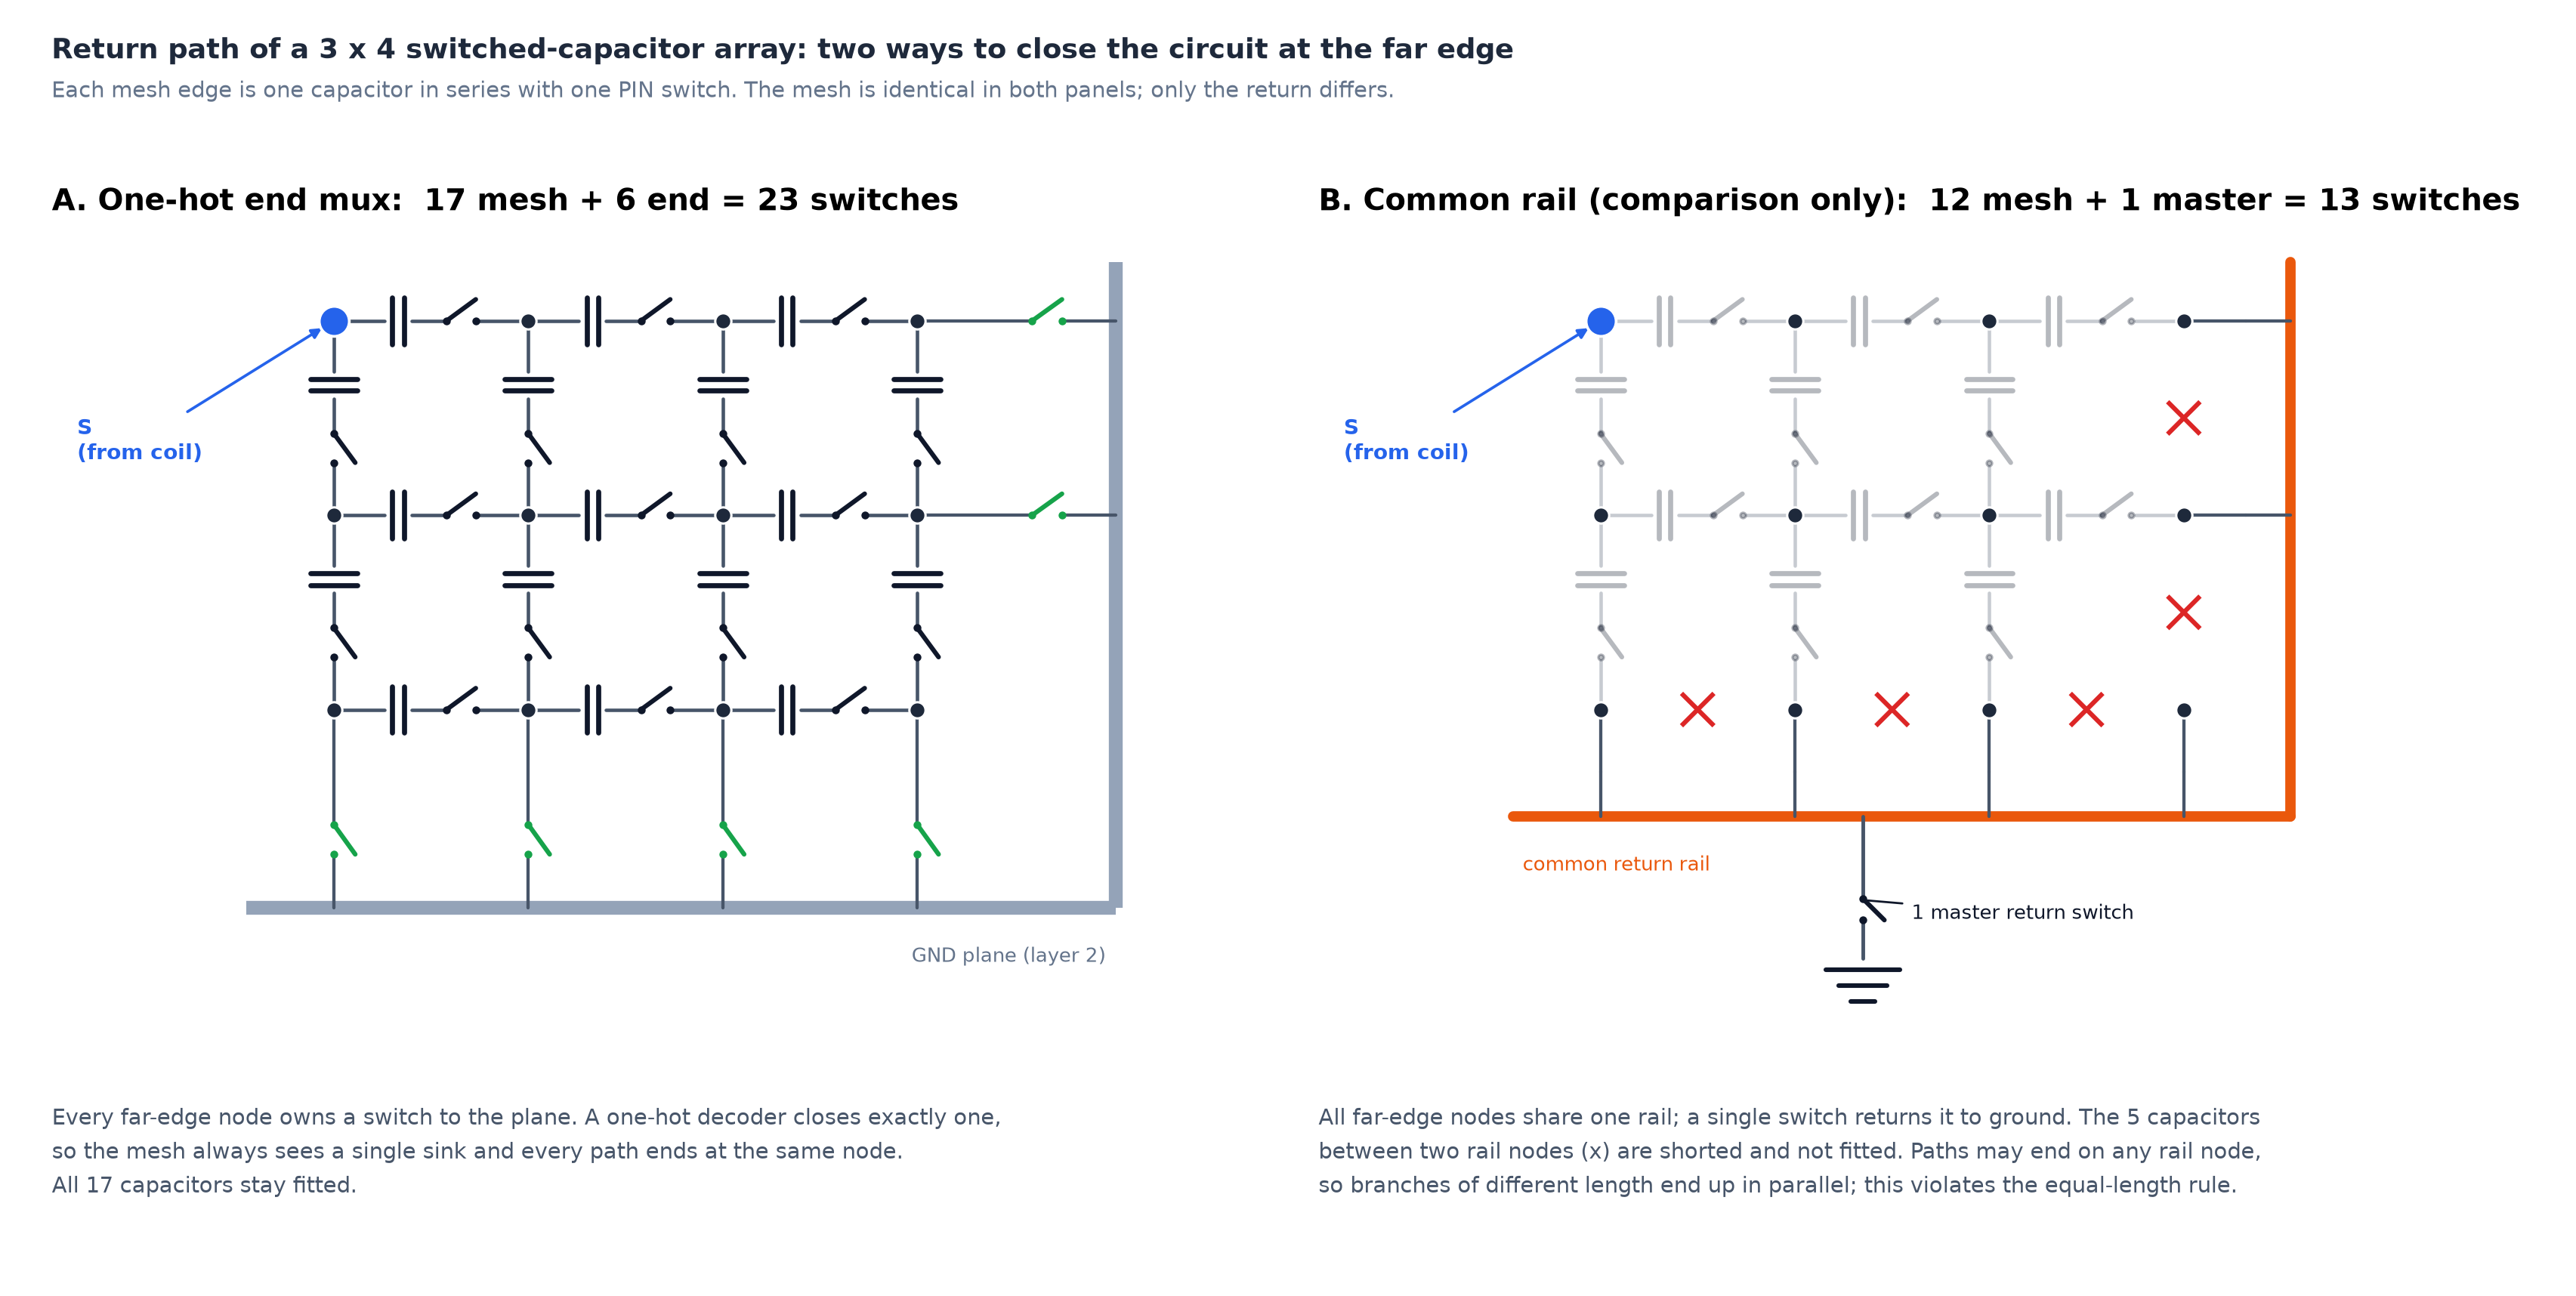 Return path of a 3 x 4 switched-capacitor array: two ways to close the circuit at the far edge
Each mesh edge is one capacitor in series with one PIN switch. The mesh is identical in both panels; only the return differs.
A. One-hot end mux:  17 mesh + 6 end = 23 switches
S
(from coil)
GND plane (layer 2)
Every far-edge node owns a switch to the plane. A one-hot decoder closes exactly one,
so the mesh always sees a single sink and every path ends at the same node.
All 17 capacitors stay fitted.
B. Common rail (comparison only):  12 mesh + 1 master = 13 switches
S
(from coil)
common return rail
1 master return switch
All far-edge nodes share one rail; a single switch returns it to ground. The 5 capacitors
between two rail nodes (x) are shorted and not fitted. Paths may end on any rail node,
so branches of different length end up in parallel; this violates the equal-length rule.